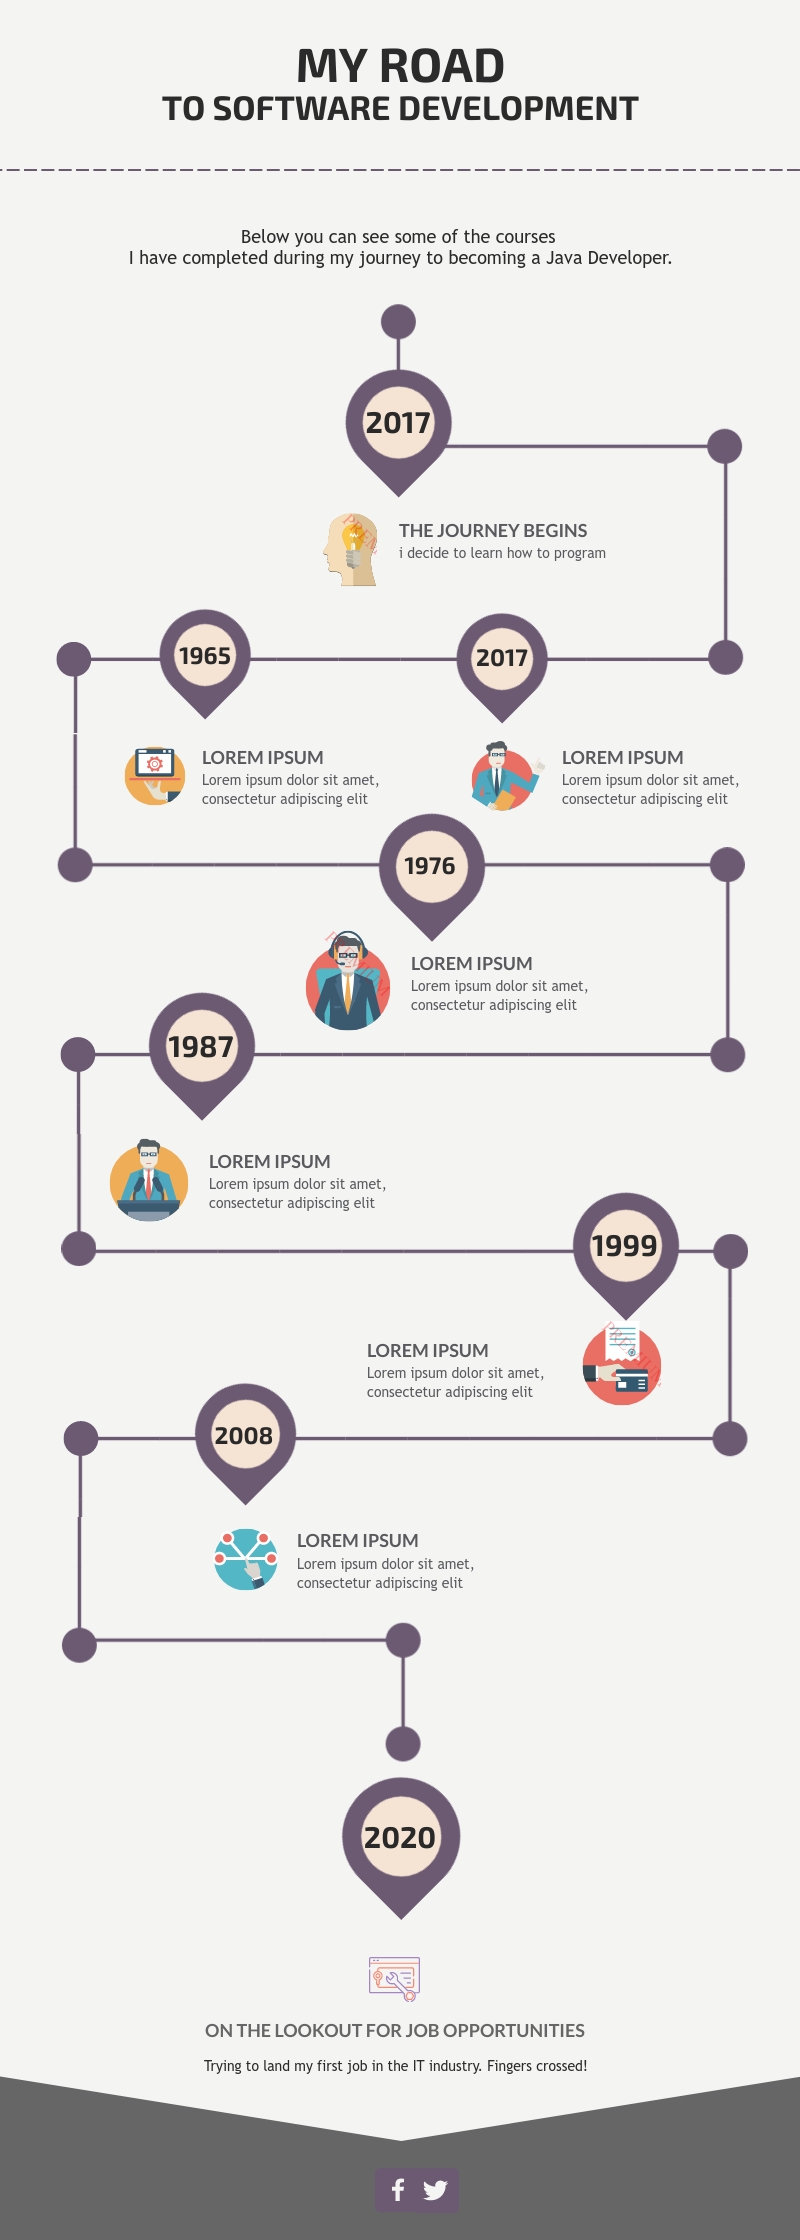 MY ROAD
TO SOFTWARE DEVELOPMENT
Below you can see some of the courses
I have completed during my journey to becoming a Java Developer.
2017
THE JOURNEY BEGINS
i decide to learn how to program
1965
2017
LOREM IPSUM
Lorem ipsum dolor sit amet,
consectetur adipiscing elit
LOREM IPSUM
Lorem ipsum dolor sit amet,
consectetur adipiscing elit
1976
LOREM IPSUM
Lorem ipsum dolor sit amet,
consectetur adipiscing elit
1987
LOREM IPSUM
Lorem ipsum dolor sit amet,
consectetur adipiscing elit
1999
LOREM IPSUM
Lorem ipsum dolor sit amet,
consectetur adipiscing elit
2008
LOREM IPSUM
Lorem ipsum dolor sit amet,
consectetur adipiscing elit
2020
ON THE LOOKOUT FOR JOB OPPORTUNITIES
Trying to land my first job in the IT industry. Fingers crossed!